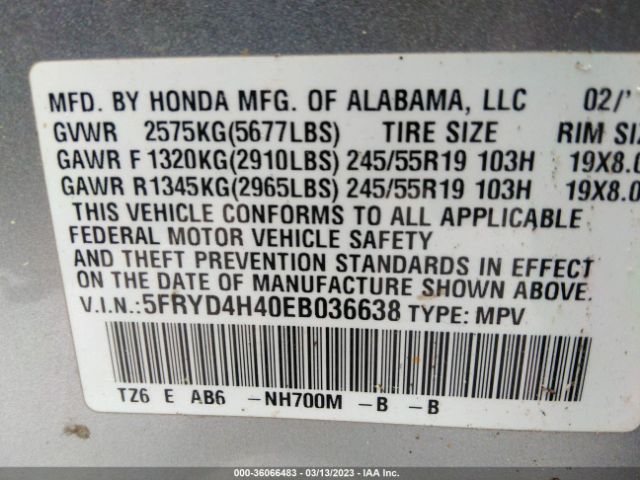 MFD. BY HONDA MFG. OF ALABAMA, LLC 02/
GVWR 2575KG(5677LBS) TIRE SIZE RIM SI
GAWR F 1320KG(2910LBS) 245/55R19 103H 19X8.0
GAWR R1345KG(2965LBS) 245/55R19 103H 19X8.0
THIS VEHICLE CONFORMS TO ALL APPLICABLE
FEDERAL MOTOR VEHICLE SAFETY
AND THEFT PREVENTION STANDARDS IN EFFECT
ON THE DATE OF MANUFACTURE SHOWN ABOVE.
V.I.N.:5FRYD4H40EB036638 TYPE: MPV
TZ6 E AB6 -NH700M -B -B
000-36066483 - 03/13/2023 - IAA Inc.